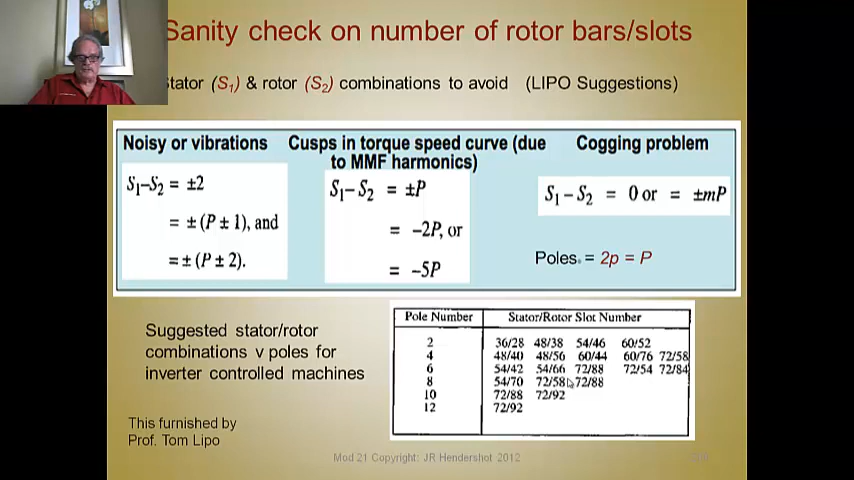 Sanity check on number of rotor bars/slots
tator (S₁) & rotor (S₂) combinations to avoid (LIPO Suggestions)
Noisy or vibrations
S₁–S₂ = ±2
= ± (P ± 1), and
= ± (P ± 2).
Cusps in torque speed curve (due
to MMF harmonics)
S₁–S₂ = ±P
= –2P, or
= –5P
Cogging problem
S₁ – S₂ = 0 or = ±mP
Poles = 2p = P
Suggested stator/rotor
combinations v poles for
inverter controlled machines
This furnished by
Prof. Tom Lipo
Pole Number Stator/Rotor Slot Number
2 36/28 48/38 54/46 60/52
4 48/40 48/56 60/44 60/76 72/58
6 54/42 54/66 72/88 72/54 72/84
8 54/70 72/58 72/88
10 72/88 72/92
12 72/92
Mod 21 Copyright: JR Hendershot 2012